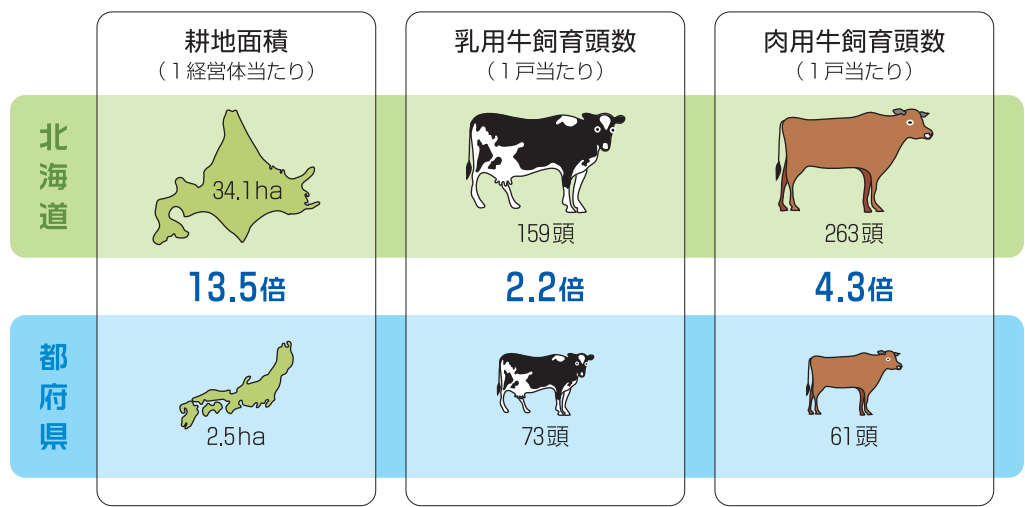 耕地面積
（１経営体当たり）
乳用牛飼育頭数
（１戸当たり）
肉用牛飼育頭数
（１戸当たり）
北海道
34.1ha
159頭
263頭
13.5倍
2.2倍
4.3倍
都府県
2.5ha
73頭
61頭